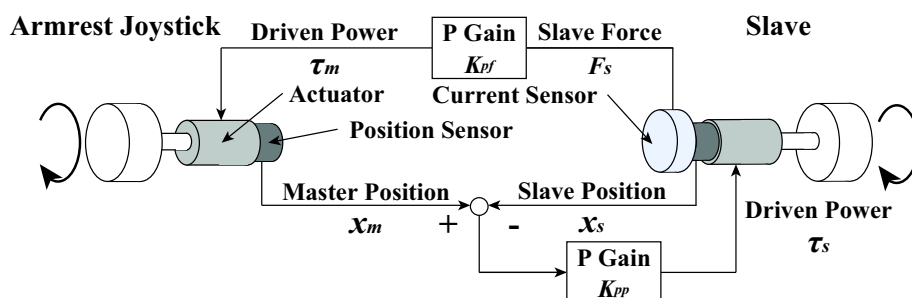 Armrest Joystick
Driven Power
τm
P Gain
Kpf
Slave Force
Fs
Slave
Actuator
Current Sensor
Position Sensor
Master Position
xm
+
-
Slave Position
xs
Driven Power
τs
P Gain
Kpp